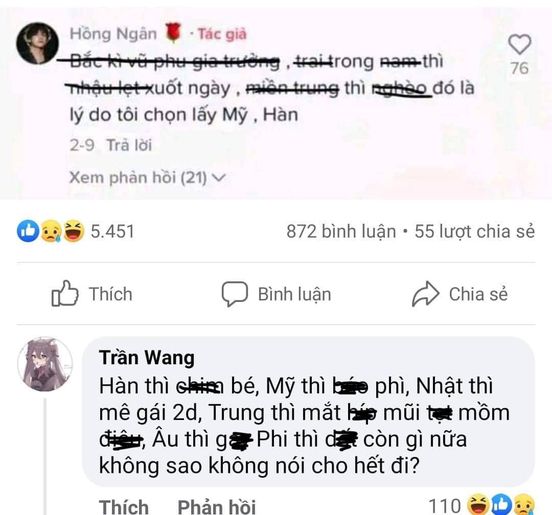 Hồng Ngân 🌹 · Tác giả
Bắc kì vũ phu gia trưởng , trai trong nam thì
nhậu lẹt xuốt ngày , miền trung thì nghèo đó là
lý do tôi chọn lấy Mỹ , Hàn
76
2-9 Trả lời
Xem phản hồi (21)
5.451 872 bình luận • 55 lượt chia sẻ
Thích Bình luận Chia sẻ
Trần Wang
Hàn thì chim bé, Mỹ thì phì, Nhật thì
mê gái 2d, Trung thì mắt híp mũi tẹt mồm
Âu thì Phi thì còn gì nữa
không sao không nói cho hết đi?
Thích Phản hồi 110